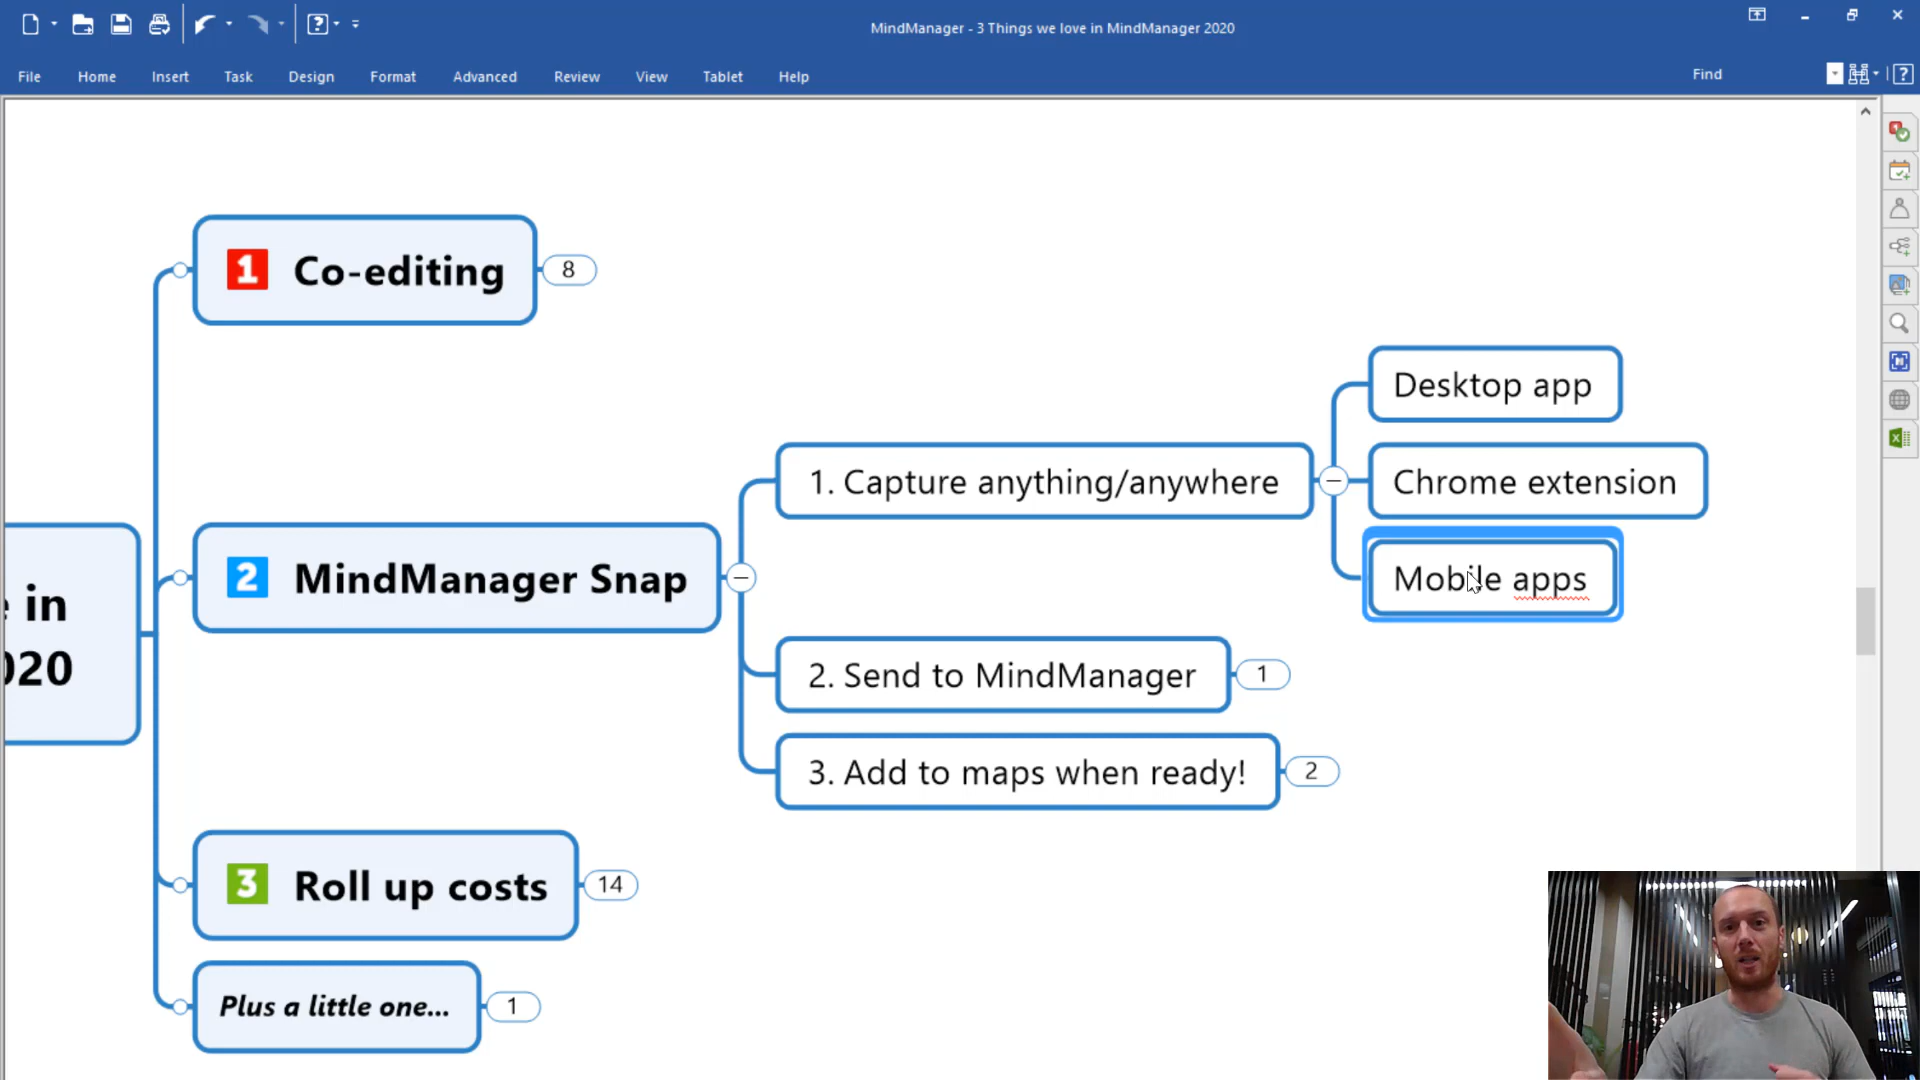 MindManager - 3 Things we love in MindManager 2020
File Home Insert Task Design Format Advanced Review View Tablet Help Find
1 Co-editing 8
Desktop app
1. Capture anything/anywhere
Chrome extension
Mobile apps
in
2 MindManager Snap
020
2. Send to MindManager 1
3. Add to maps when ready! 2
3 Roll up costs 14
Plus a little one... 1